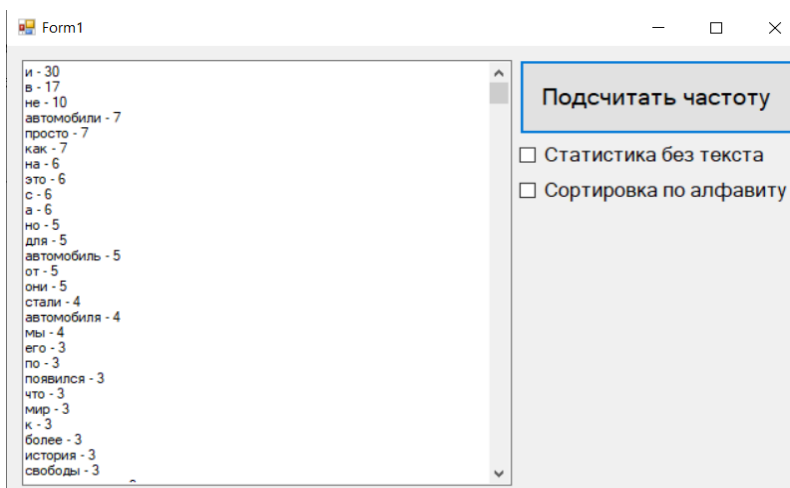 Form1
и - 30
в - 17
не - 10
автомобили - 7
просто - 7
как - 7
на - 6
это - 6
с - 6
а - 6
но - 5
для - 5
автомобиль - 5
от - 5
они - 5
стали - 4
автомобиля - 4
мы - 4
его - 3
по - 3
появился - 3
что - 3
мир - 3
к - 3
более - 3
история - 3
свободы - 3
Подсчитать частоту
Статистика без текста
Сортировка по алфавиту